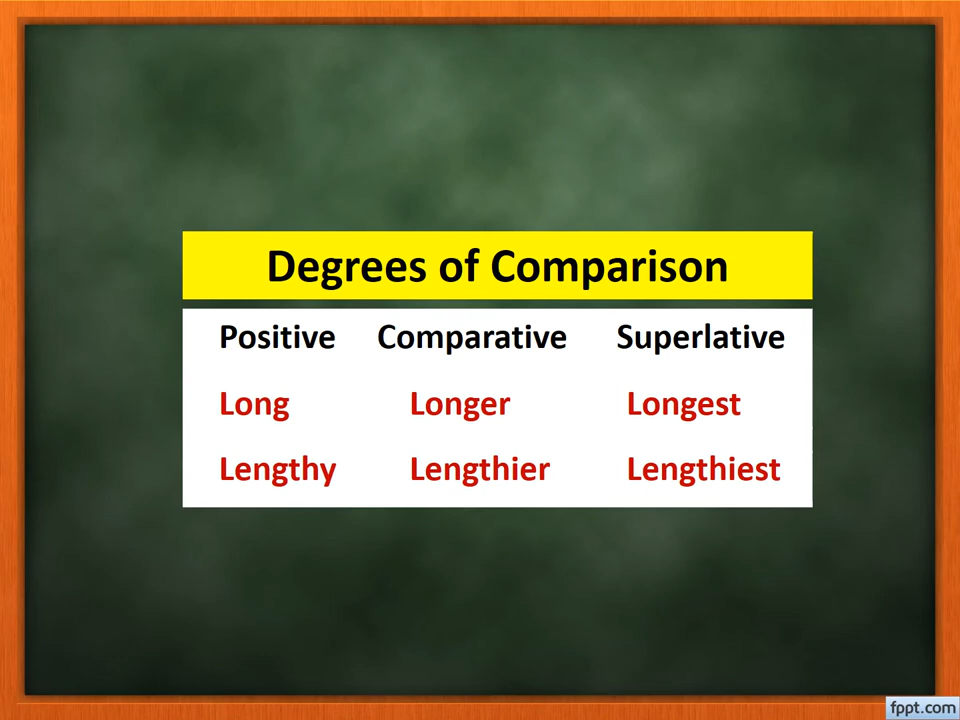 Degrees of Comparison
Positive Comparative Superlative
Long Longer Longest
Lengthy Lengthier Lengthiest
fppt.com